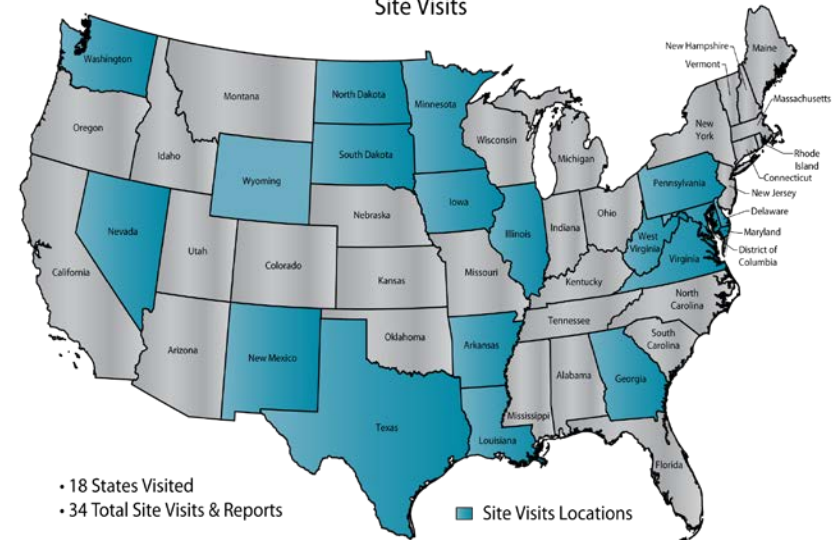 Site Visits
Washington
Montana
North Dakota
Minnesota
Oregon
Idaho
Wyoming
South Dakota
Wisconsin
Michigan
New Hampshire
Vermont
Maine
Massachusetts
New
York
Rhode
Island
Connecticut
New Jersey
Delaware
Maryland
District of
Columbia
Pennsylvania
Nevada
Utah
Colorado
Nebraska
Iowa
Illinois
Indiana
Ohio
West
Virginia
Virginia
California
Kansas
Missouri
Kentucky
North
Carolina
Tennessee
South
Carolina
Arizona
New Mexico
Oklahoma
Arkansas
Mississippi
Alabama
Georgia
Texas
Louisiana
Florida
• 18 States Visited
• 34 Total Site Visits & Reports
Site Visits Locations